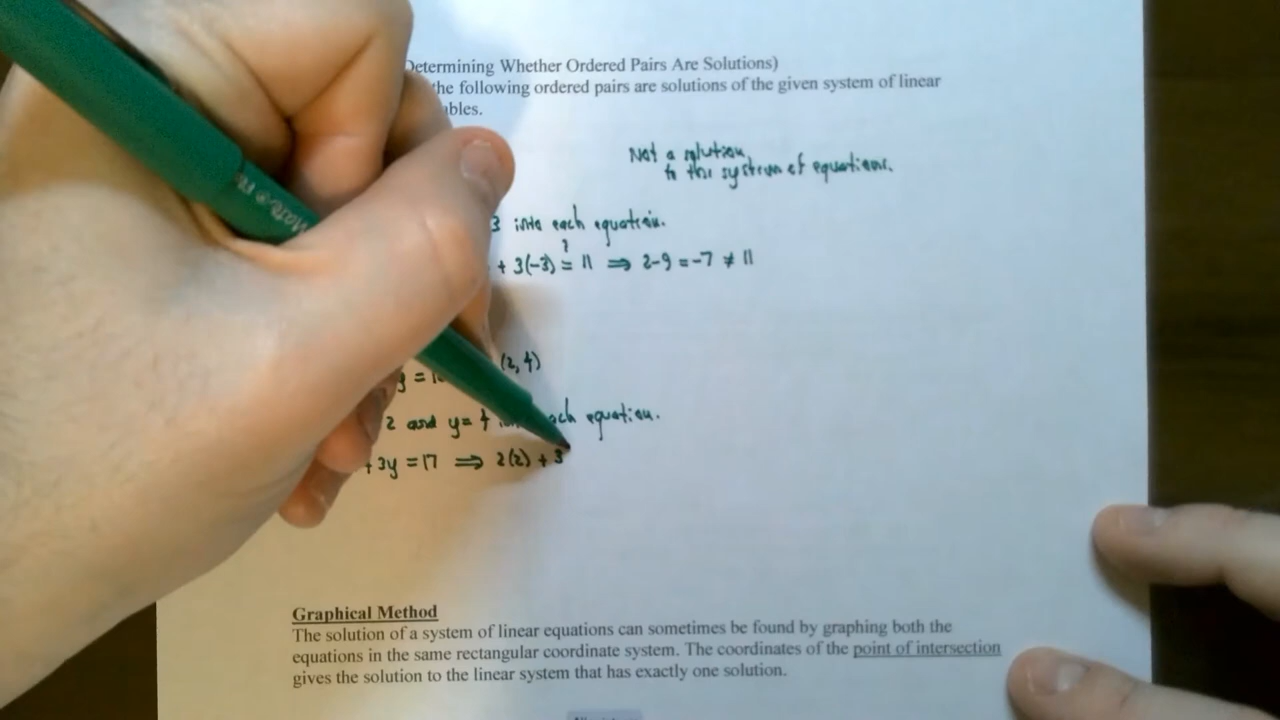 Determining Whether Ordered Pairs Are Solutions)
the following ordered pairs are solutions of the given system of linear
Not a solution
to this system of equations.
3 into each equation.
+ 3(-3) ≟ 11 ⇒ 2-9 = -7 ≠ 11
(2, 4)
2 and y = 4 equation.
+ 3y = 17 ⇒ 2(2) + 3
Graphical Method
The solution of a system of linear equations can sometimes be found by graphing both the
equations in the same rectangular coordinate system. The coordinates of the point of intersection
gives the solution to the linear system that has exactly one solution.